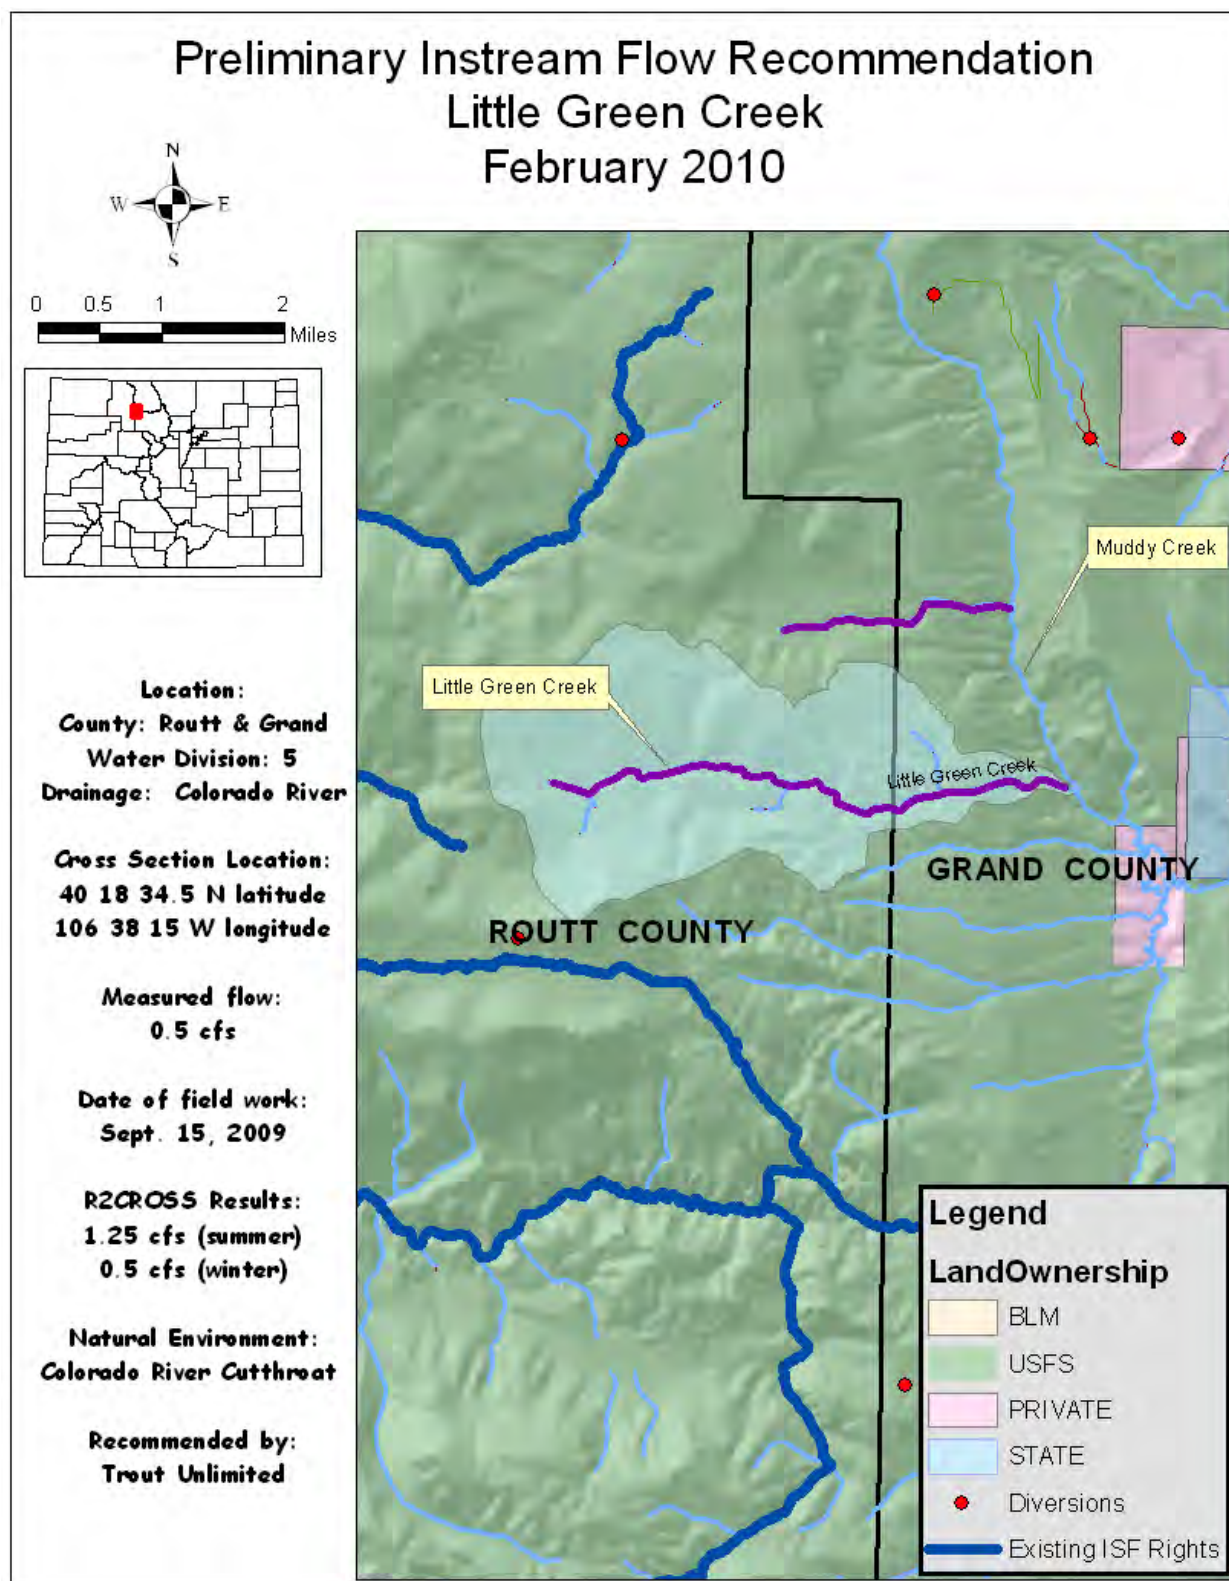 Preliminary Instream Flow Recommendation
Little Green Creek
February 2010
N
W
E
S
0
0.5
1
2
Miles
Location:
County: Routt & Grand
Water Division: 5
Drainage: Colorado River
Cross Section Location:
40 18 34.5 N latitude
106 38 15 W longitude
Measured flow:
0.5 cfs
Date of field work:
Sept. 15, 2009
R2CROSS Results:
1.25 cfs (summer)
0.5 cfs (winter)
Natural Environment:
Colorado River Cutthroat
Recommended by:
Trout Unlimited
Muddy Creek
Little Green Creek
Little Green Creek
GRAND COUNTY
ROUTT COUNTY
Legend
LandOwnership
BLM
USFS
PRIVATE
STATE
Diversions
Existing ISF Rights